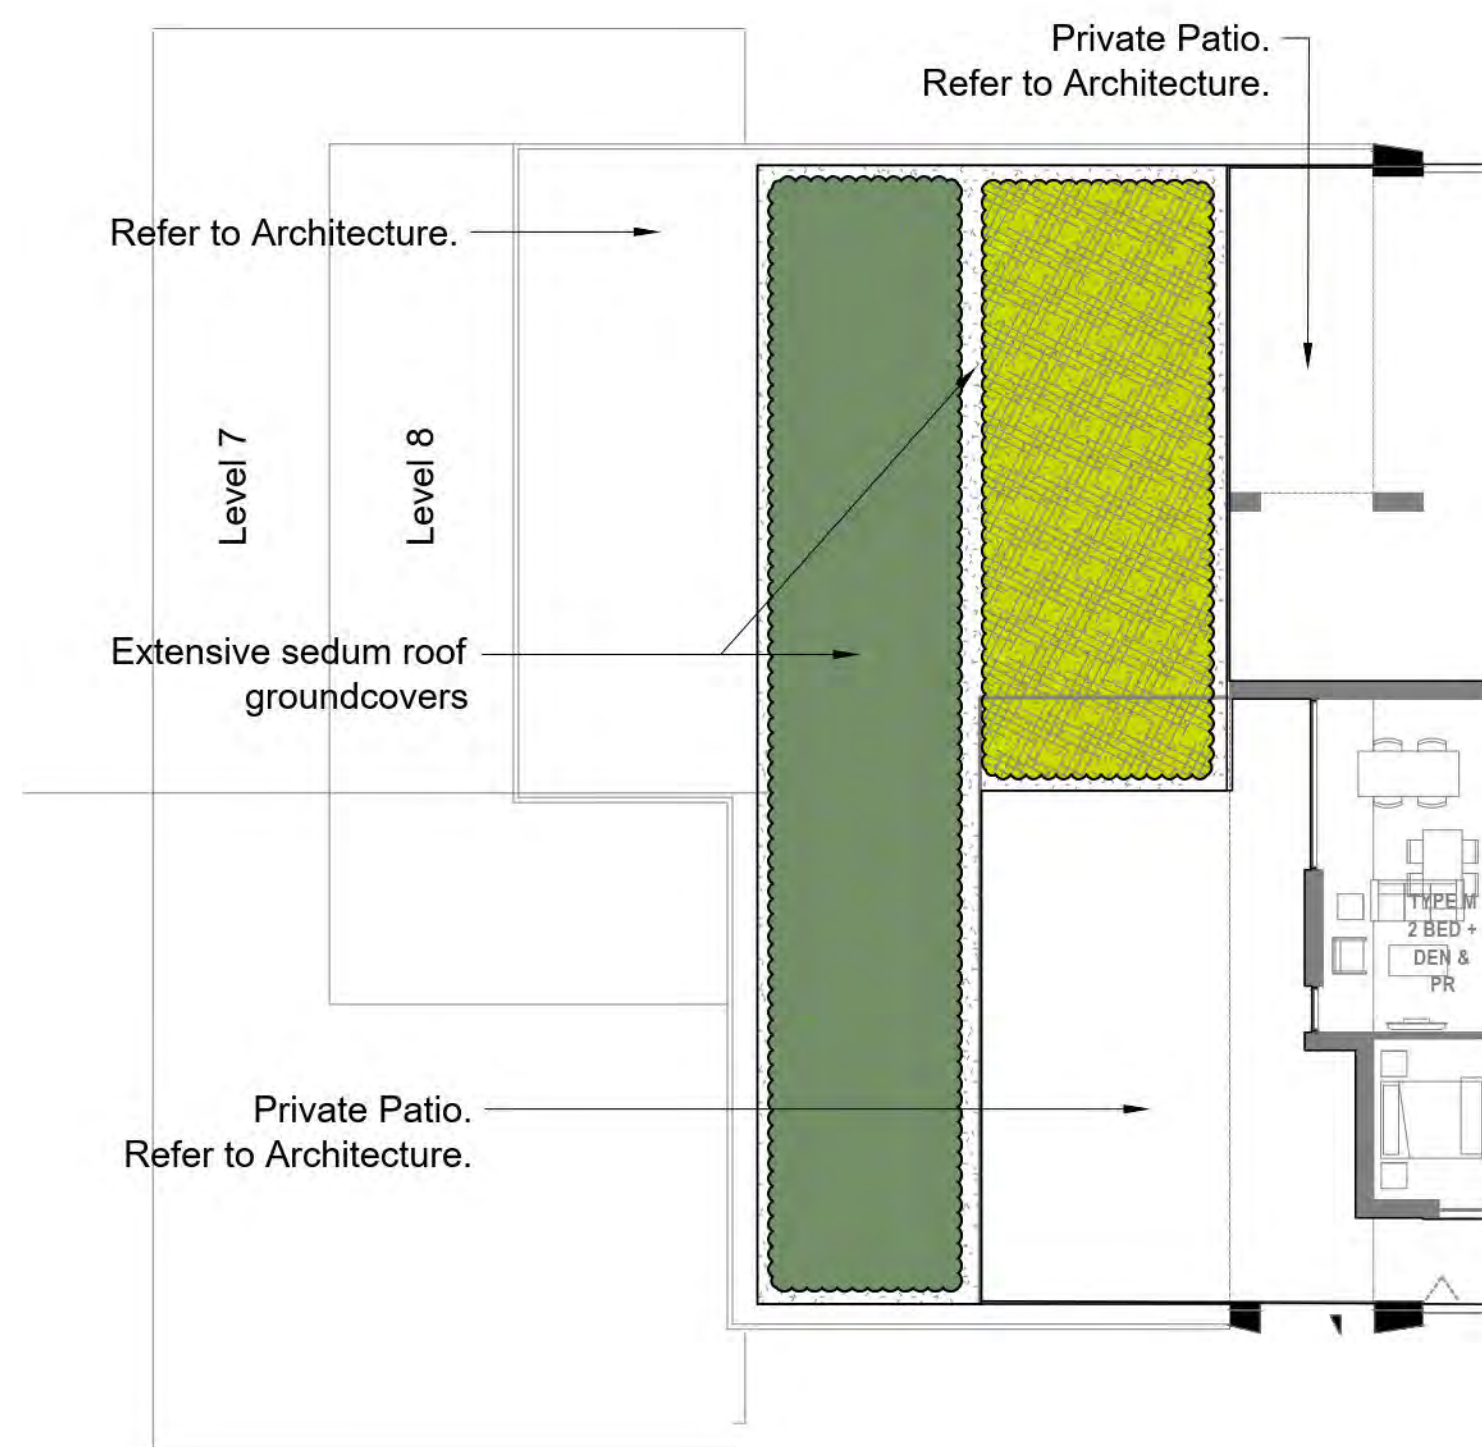 Private Patio.
Refer to Architecture.
Refer to Architecture.
Level 7
Level 8
Extensive sedum roof
groundcovers
TYPE M
2 BED +
DEN &
PR
Private Patio.
Refer to Architecture.